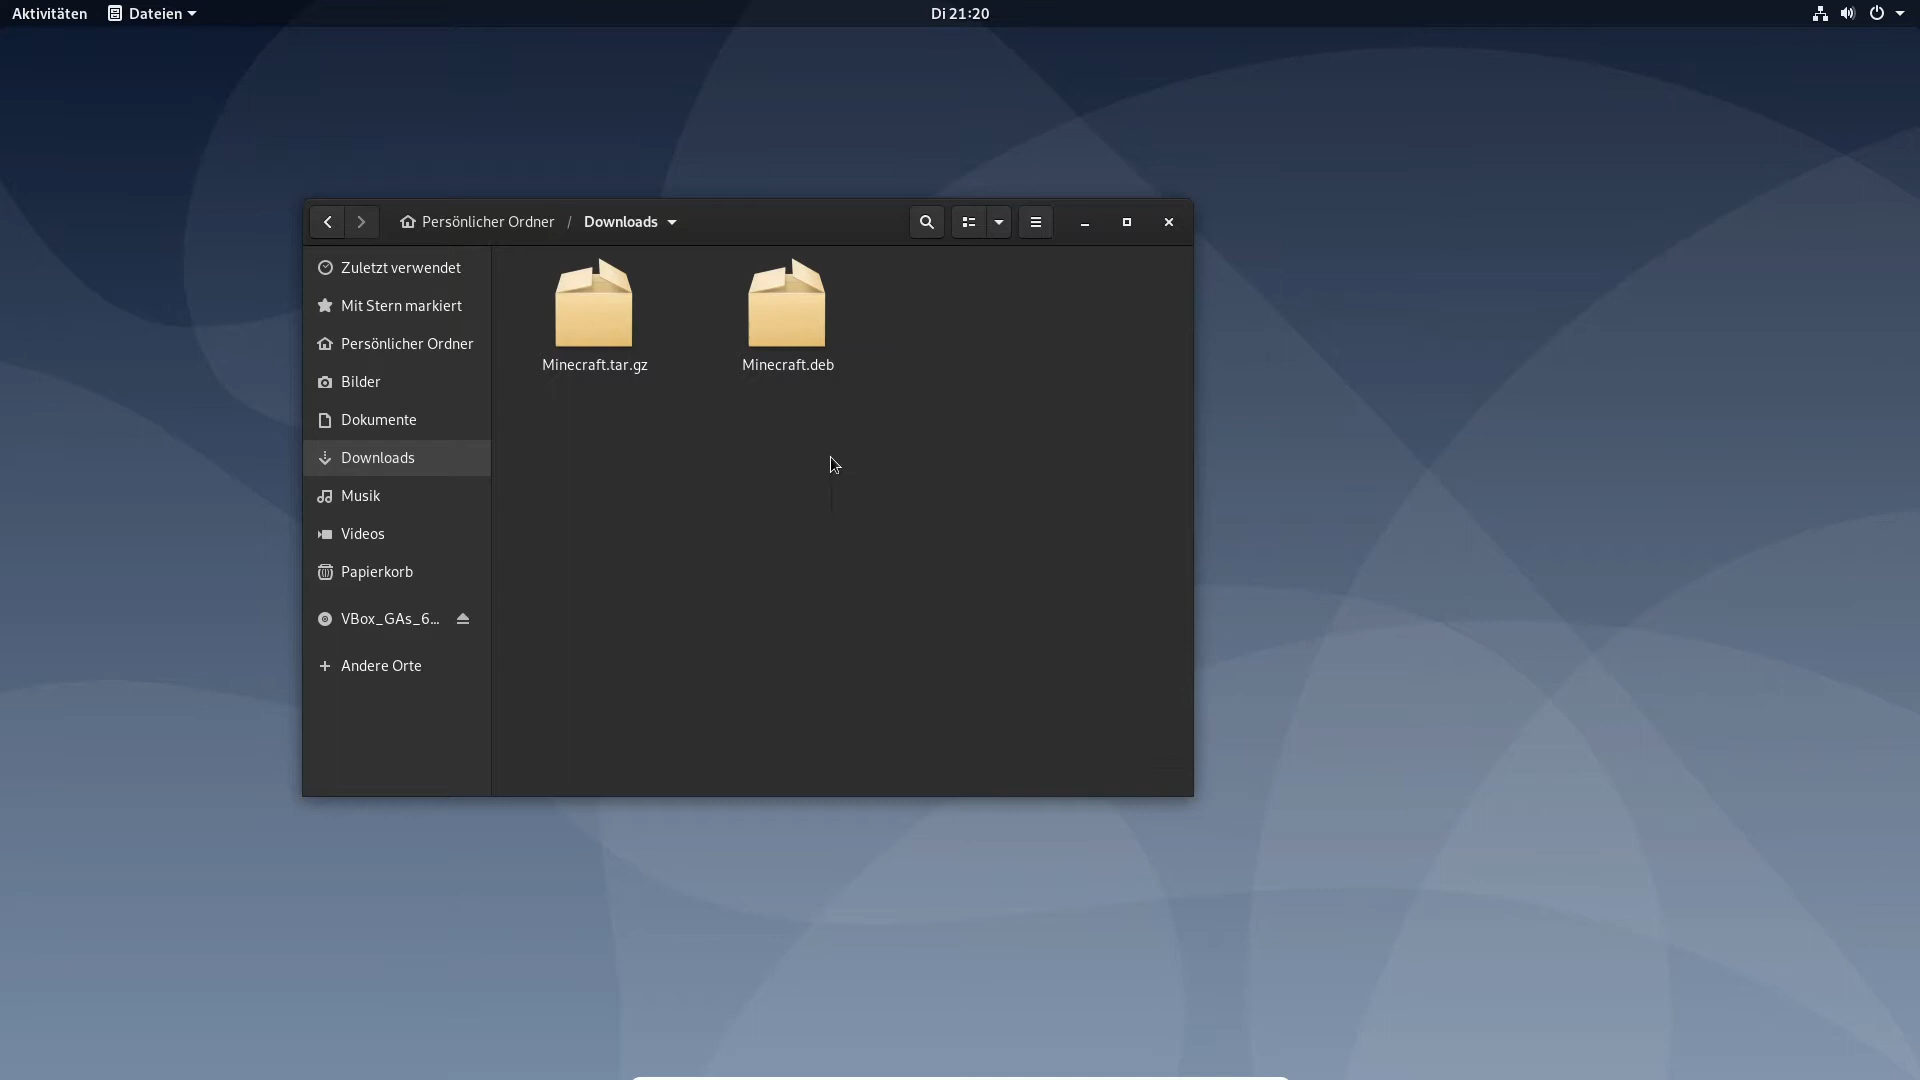 Aktivitäten Dateien Di 21:20
Persönlicher Ordner / Downloads
Zuletzt verwendet
Mit Stern markiert
Persönlicher Ordner
Bilder
Dokumente
Downloads
Musik
Videos
Papierkorb
VBox_GAs_6...
Andere Orte
Minecraft.tar.gz
Minecraft.deb